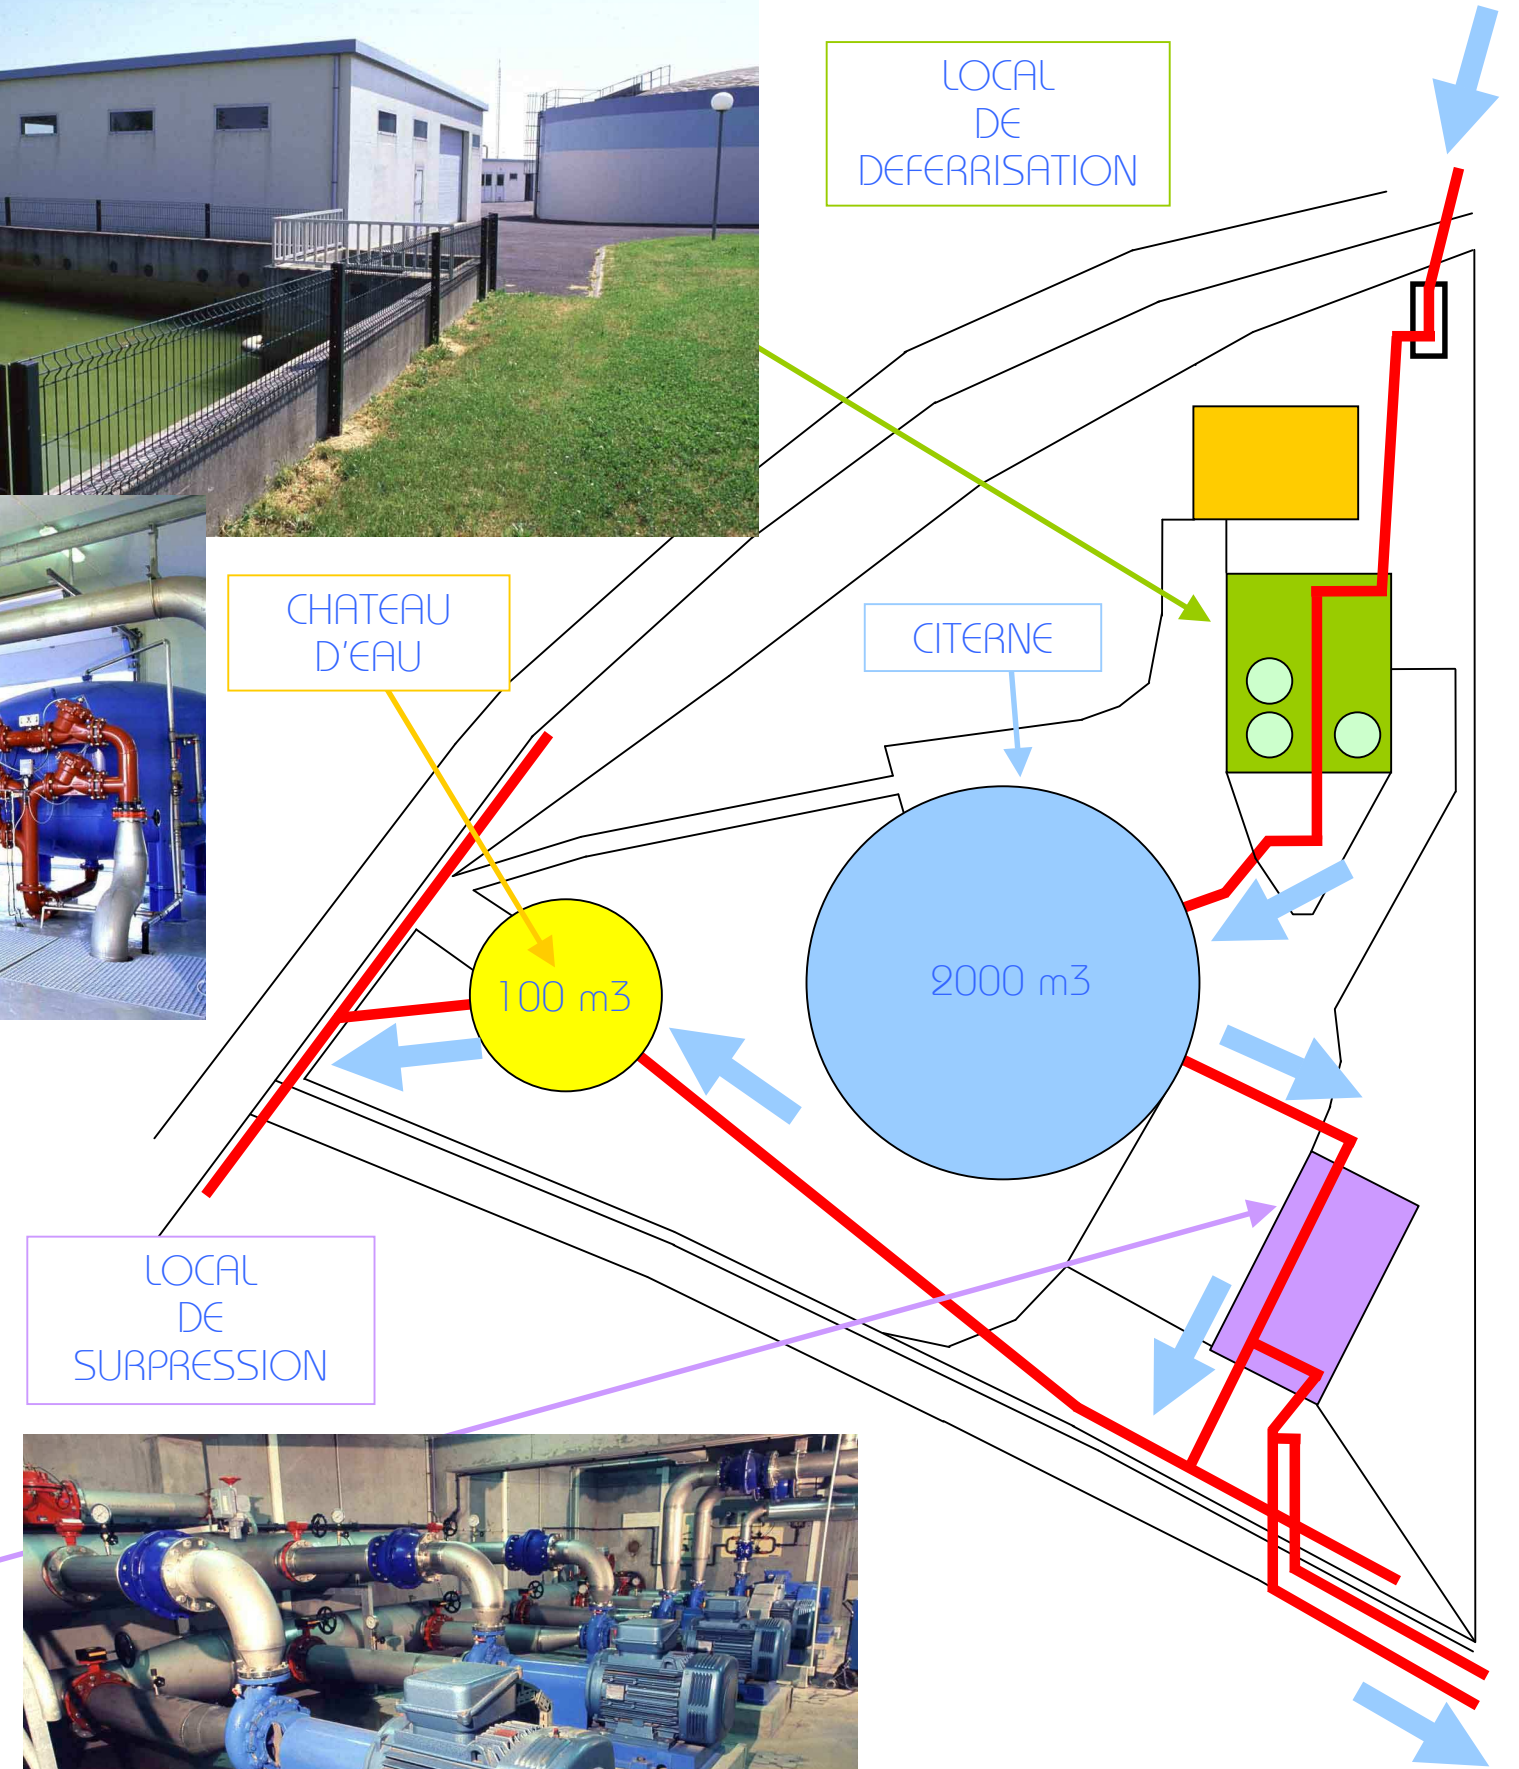 LOCAL
DE
DEFERRISATION
CHATEAU
D'EAU
CITERNE
2000 m3
100 m3
LOCAL
DE
SURPRESSION